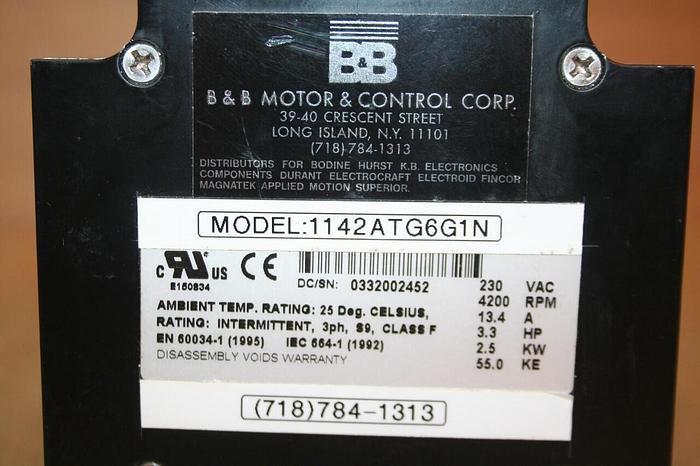 B&B
B & B MOTOR & CONTROL CORP.
39-40 CRESCENT STREET
LONG ISLAND, N.Y. 11101
(718) 784-1313
DISTRIBUTORS FOR BODINE HURST K.B. ELECTRONICS
COMPONENTS DURANT ELECTROCRAFT ELECTROID FINCOR
MAGNATEK APPLIED MOTION SUPERIOR.
MODEL:1142ATG6G1N
c RU US CE
E150834
DC/SN: 0332002452
230 VAC
4200 RPM
13.4 A
3.3 HP
2.5 KW
55.0 KE
AMBIENT TEMP. RATING: 25 Deg. CELSIUS,
RATING: INTERMITTENT, 3ph, S9, CLASS F
EN 60034-1 (1995) IEC 664-1 (1992)
DISASSEMBLY VOIDS WARRANTY
(718)784-1313